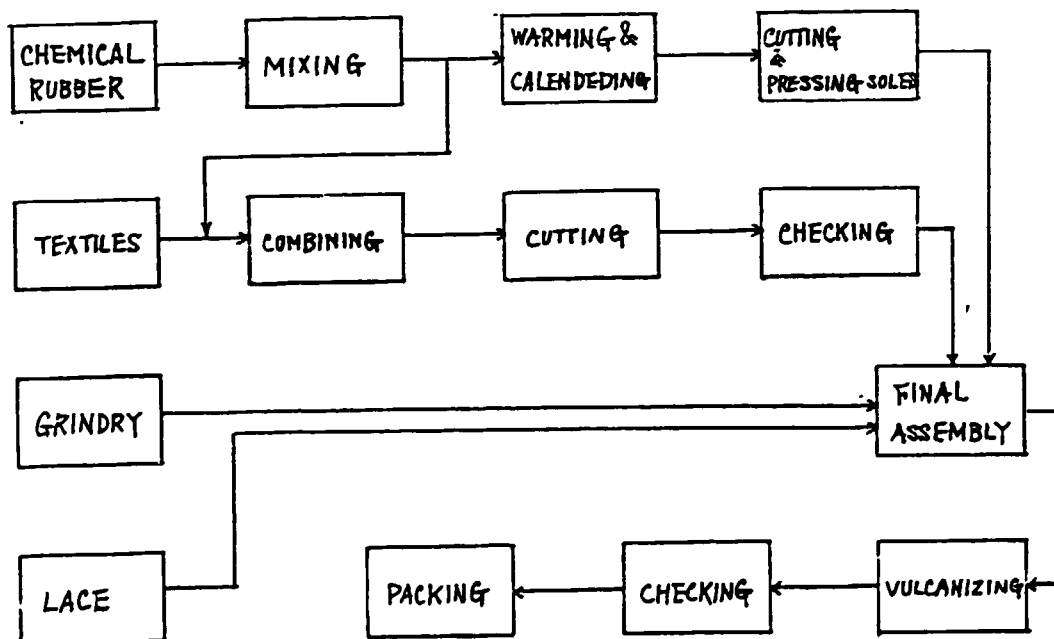 CHEMICAL
RUBBER
MIXING
WARMING &
CALENDEDING
CUTTING
&
PRESSING SOLES
TEXTILES
COMBINING
CUTTING
CHECKING
GRINDRY
FINAL
ASSEMBLY
LACE
PACKING
CHECKING
VULCANIZING